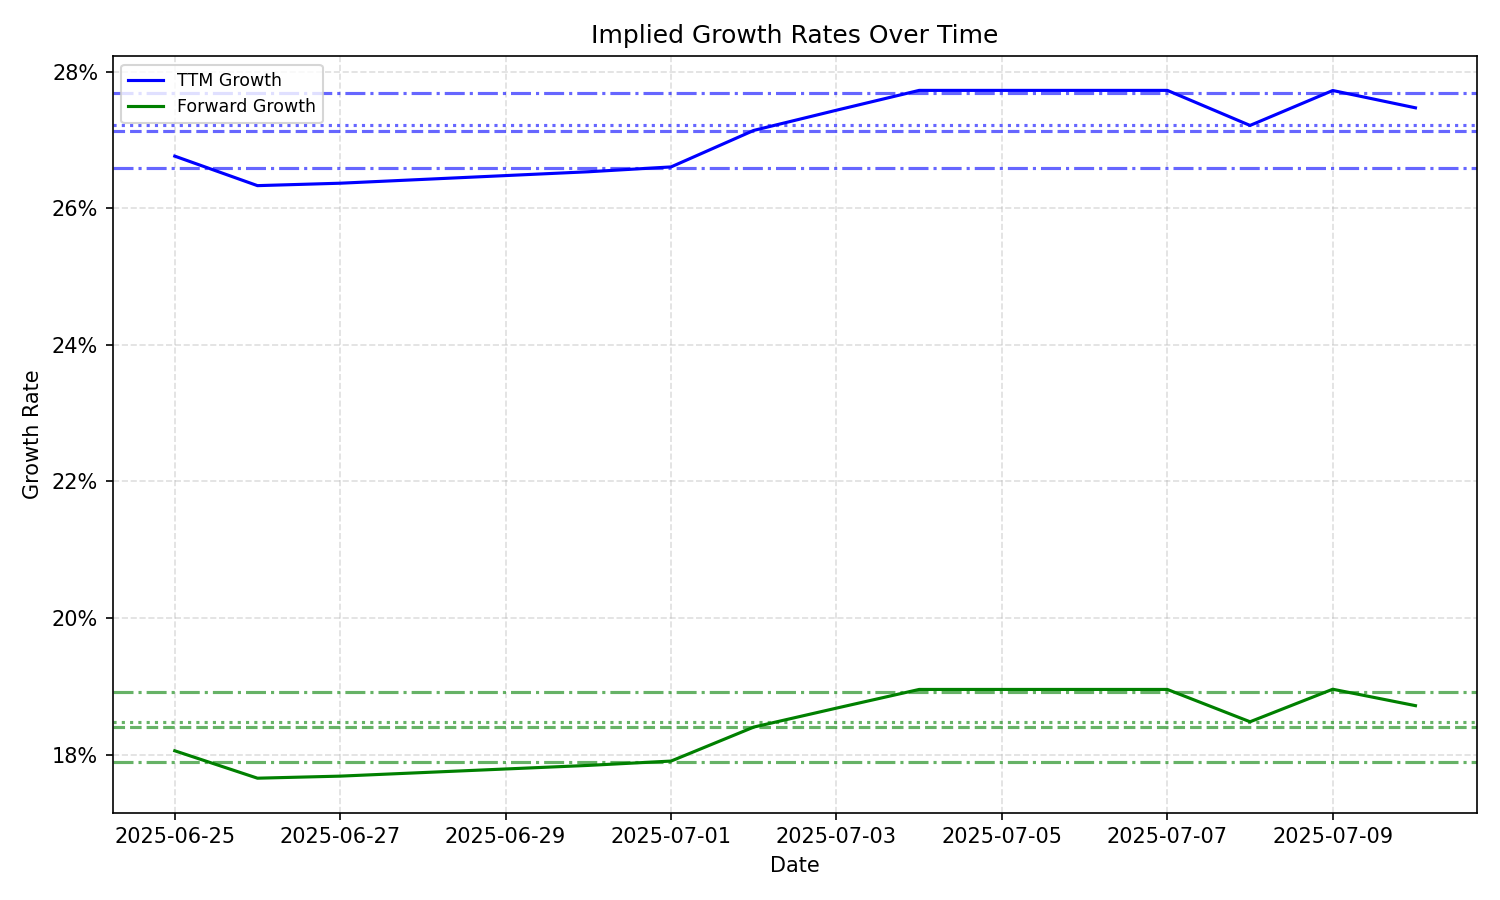 Implied Growth Rates Over Time
TTM Growth
Forward Growth
28%
26%
24%
22%
20%
18%
Growth Rate
2025-06-25
2025-06-27
2025-06-29
2025-07-01
2025-07-03
2025-07-05
2025-07-07
2025-07-09
Date